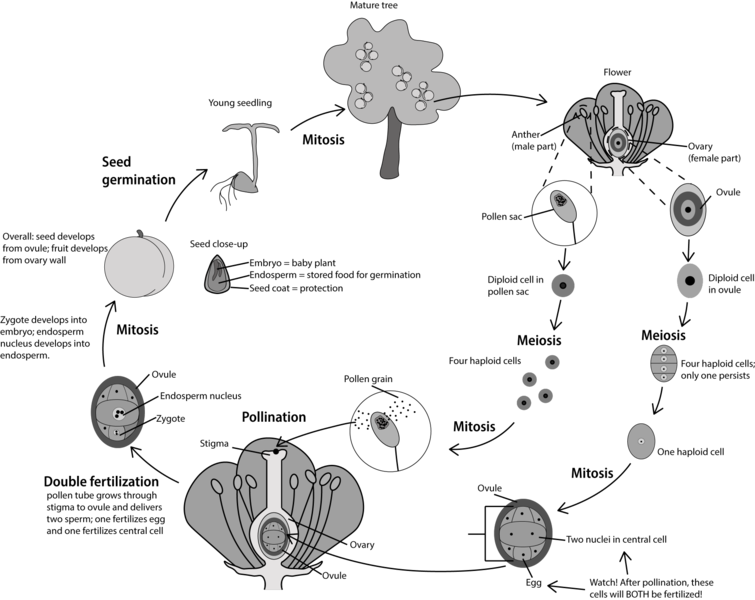 Mature tree
Flower
Young seedling
Mitosis
Anther
(male part)
Ovary
(female part)
Seed
germination
Ovule
Pollen sac
Overall: seed develops
from ovule; fruit develops
from ovary wall
Seed close-up
Embryo = baby plant
Endosperm = stored food for germination
Seed coat = protection
Diploid cell in
pollen sac
Diploid cell
in ovule
Zygote develops into
embryo; endosperm
nucleus develops into
endosperm.
Mitosis
Meiosis
Meiosis
Four haploid cells
Four haploid cells;
only one persists
Ovule
Endosperm nucleus
Zygote
Pollen grain
Pollination
Mitosis
Stigma
One haploid cell
Mitosis
Double fertilization
pollen tube grows through
stigma to ovule and delivers
two sperm; one fertilizes egg
and one fertilizes central cell
Ovule
Two nuclei in central cell
Ovary
Ovule
Egg
Watch! After pollination, these
cells will BOTH be fertilized!